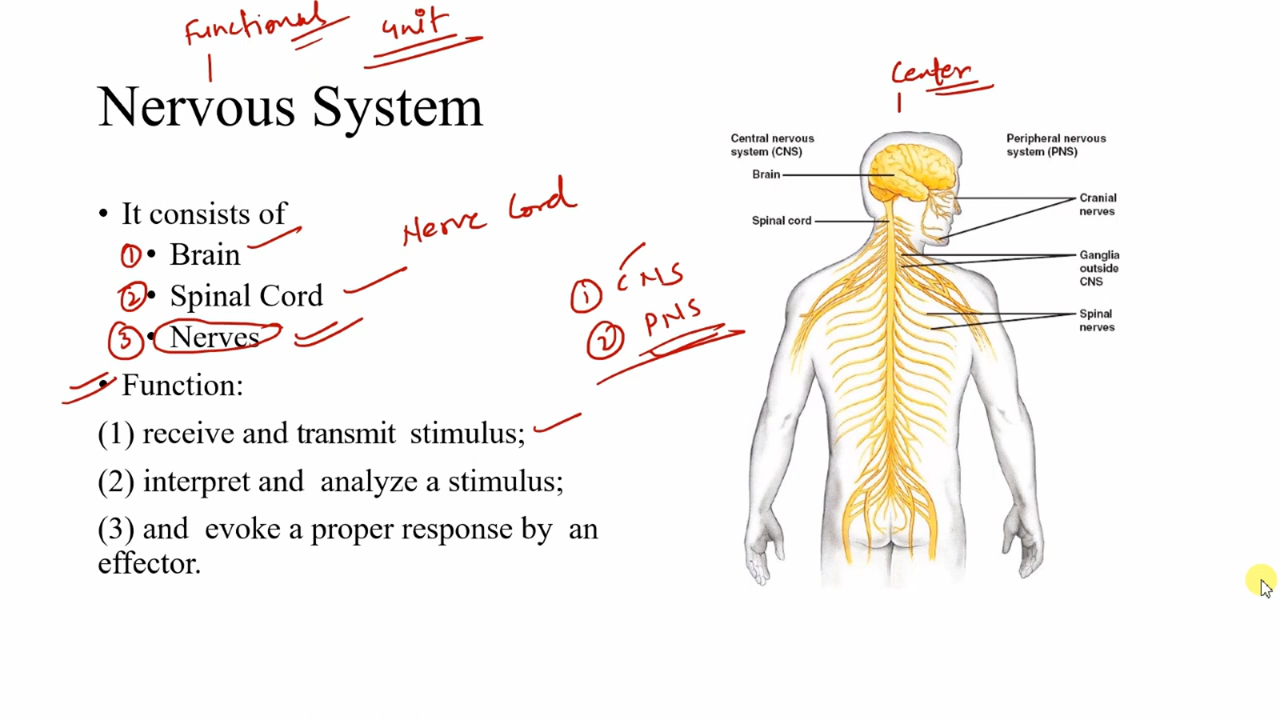 Functional unit
Nervous System
• It consists of
① • Brain
Nerve Cord
② • Spinal Cord
③ • Nerves
① CNS
② PNS
• Function:
(1) receive and transmit stimulus;
(2) interpret and analyze a stimulus;
(3) and evoke a proper response by an
effector.
Center
Central nervous
system (CNS)
Brain
Spinal cord
Peripheral nervous
system (PNS)
Cranial
nerves
Ganglia
outside
CNS
Spinal
nerves